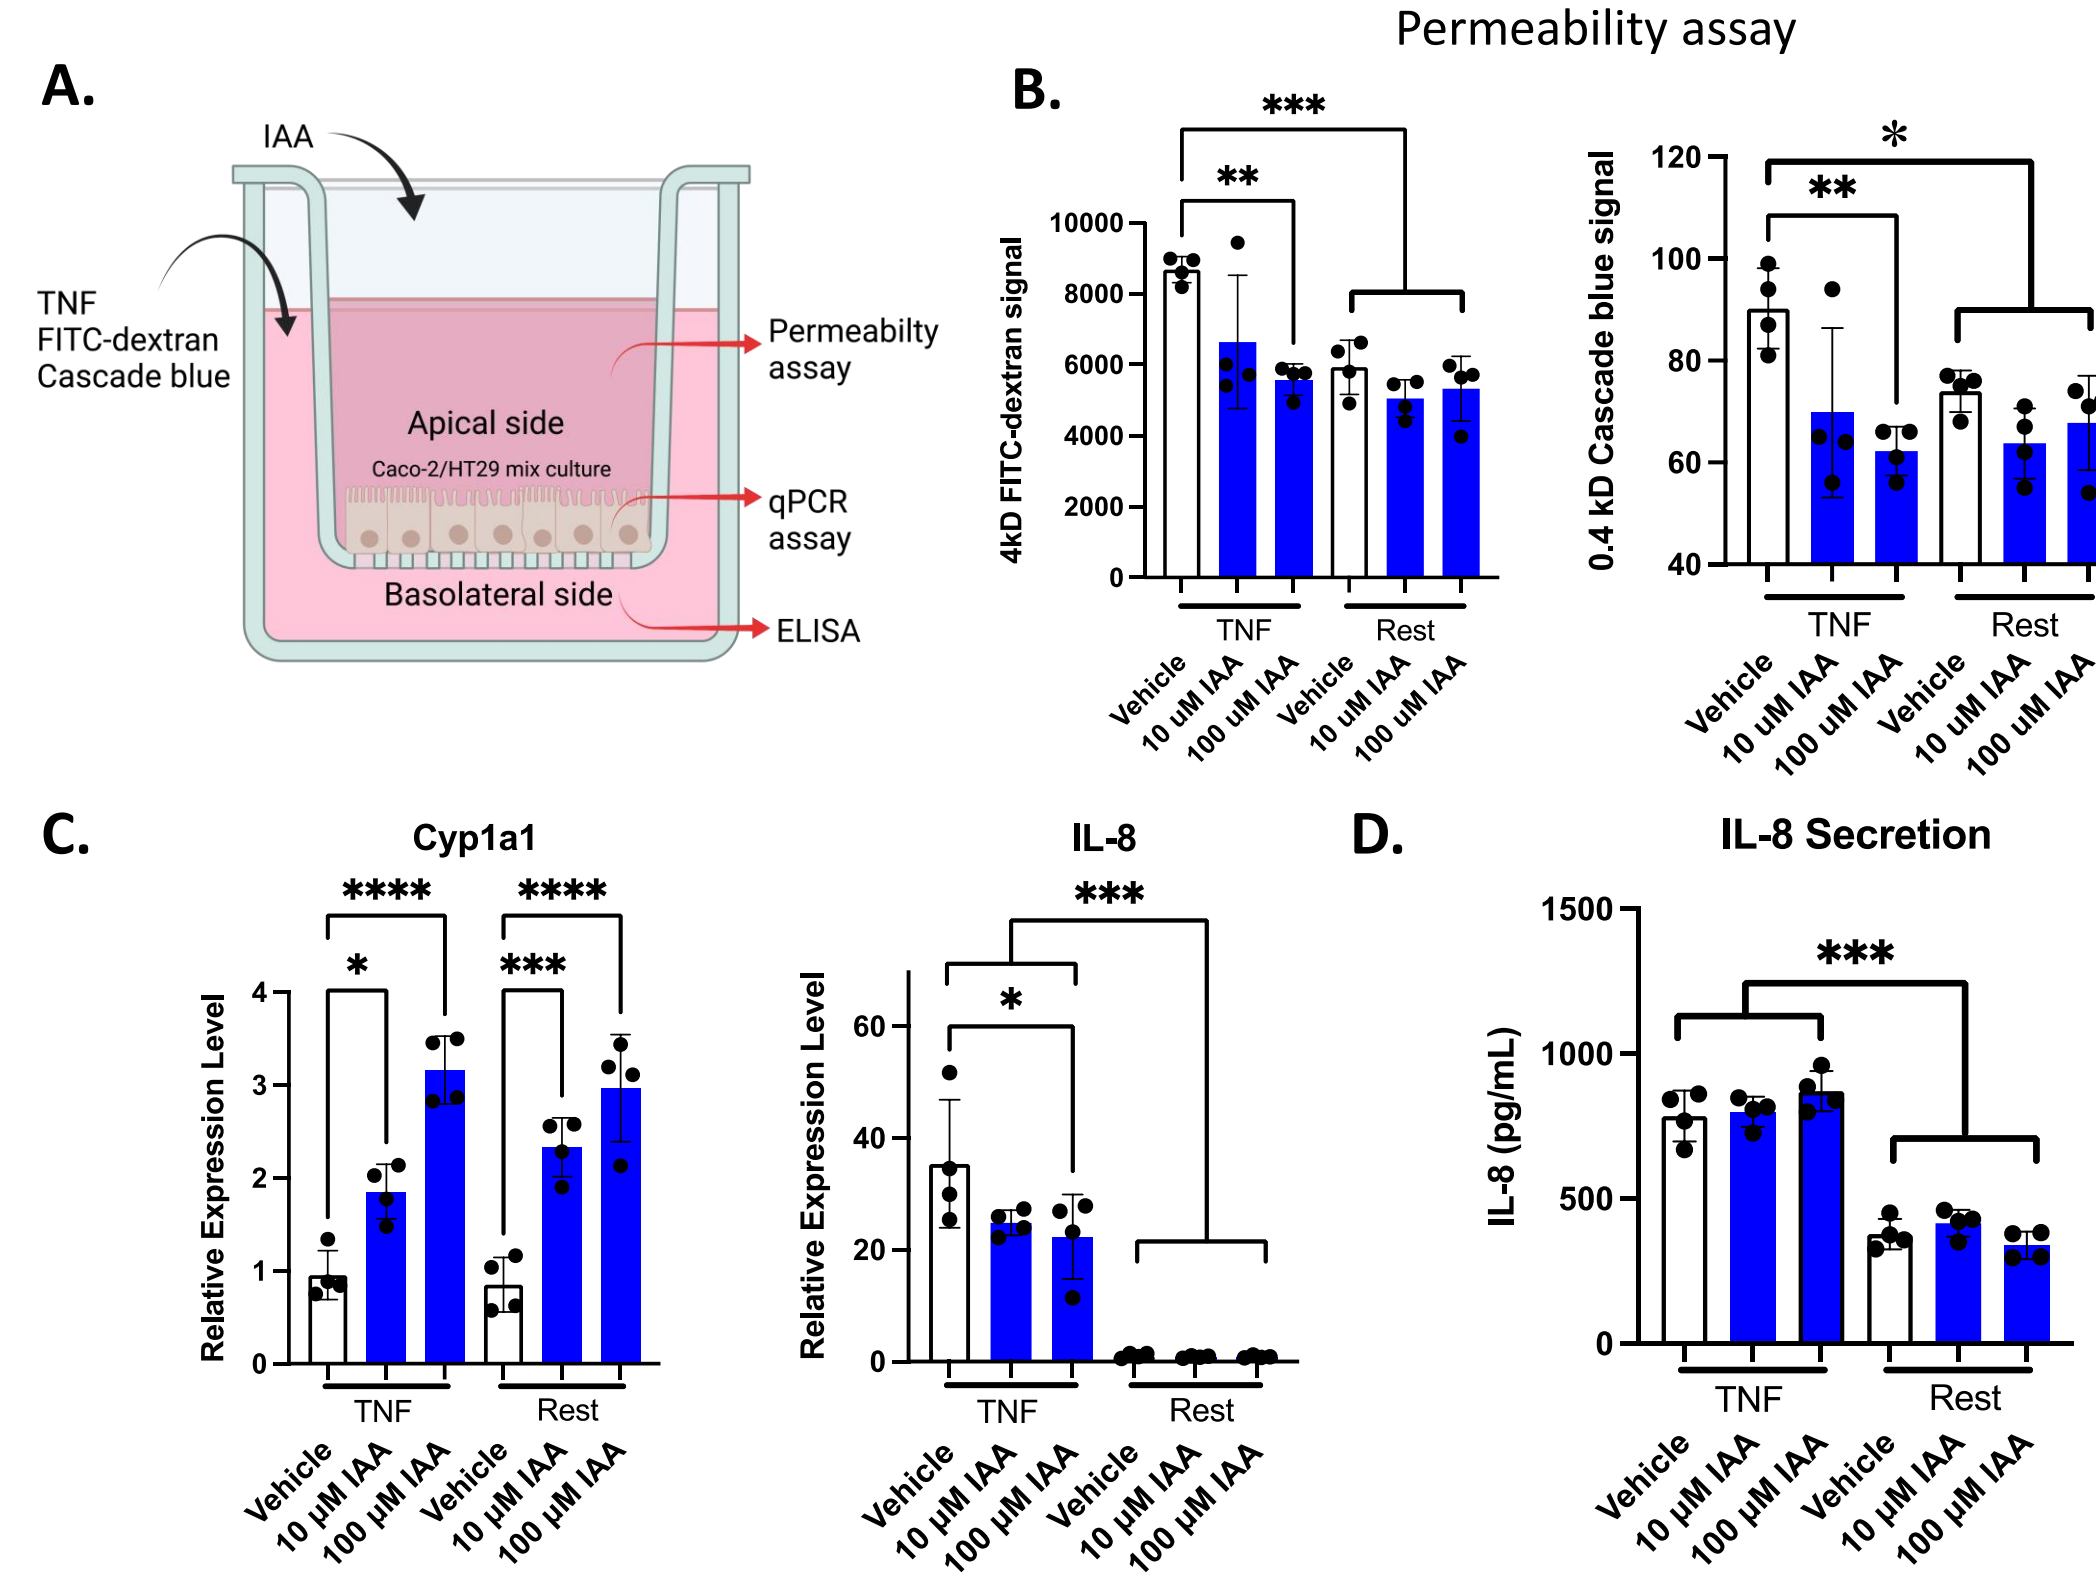 Permeability assay
A.
IAA
TNF
FITC-dextran
Cascade blue
Permeabilty
assay
Apical side
Caco-2/HT29 mix culture
qPCR
assay
Basolateral side
ELISA
B.
***
**
4kD FITC-dextran signal
10000
8000
6000
4000
2000
0
TNF
Rest
Vehicle
10 uM IAA
100 uM IAA
Vehicle
10 uM IAA
100 uM IAA
*
**
0.4 kD Cascade blue signal
120
100
80
60
40
TNF
Rest
Vehicle
10 uM IAA
100 uM IAA
Vehicle
10 uM IAA
100 uM IAA
C.
Cyp1a1
****
****
*
***
Relative Expression Level
4
3
2
1
0
TNF
Rest
Vehicle
10 µM IAA
100 µM IAA
Vehicle
10 µM IAA
100 µM IAA
IL-8
***
*
Relative Expression Level
60
40
20
0
TNF
Rest
Vehicle
10 µM IAA
100 µM IAA
Vehicle
10 µM IAA
100 µM IAA
D.
IL-8 Secretion
***
IL-8 (pg/mL)
1500
1000
500
0
TNF
Rest
Vehicle
10 µM IAA
100 µM IAA
Vehicle
10 µM IAA
100 µM IAA